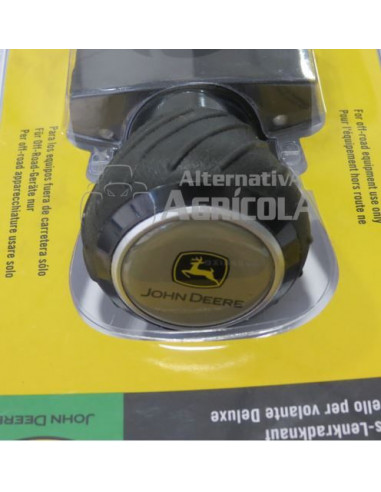 For off-road equipment use only
Pour l'équipement hors route ne
Para los equipos fuera de carretera sólo
Für Off-Road-Geräte nur
Per off-road apparecchiature usare solo
Alternativa
AGRÍCOLA
JOHN DEERE
JOHN DEERE
s-Lenkradknauf
ello per volante Deluxe